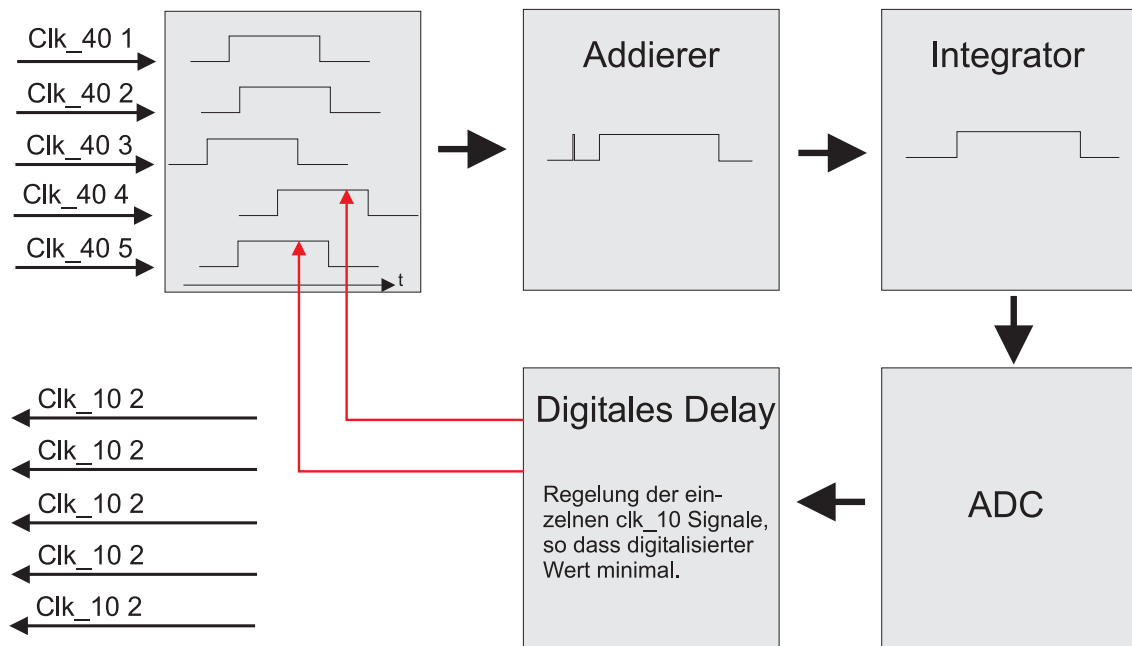 Clk_40 1
Clk_40 2
Clk_40 3
Clk_40 4
Clk_40 5
t
Addierer
Integrator
Clk_10 2
Clk_10 2
Clk_10 2
Clk_10 2
Clk_10 2
Digitales Delay
Regelung der ein-
zelnen clk_10 Signale,
so dass digitalisierter
Wert minimal.
ADC